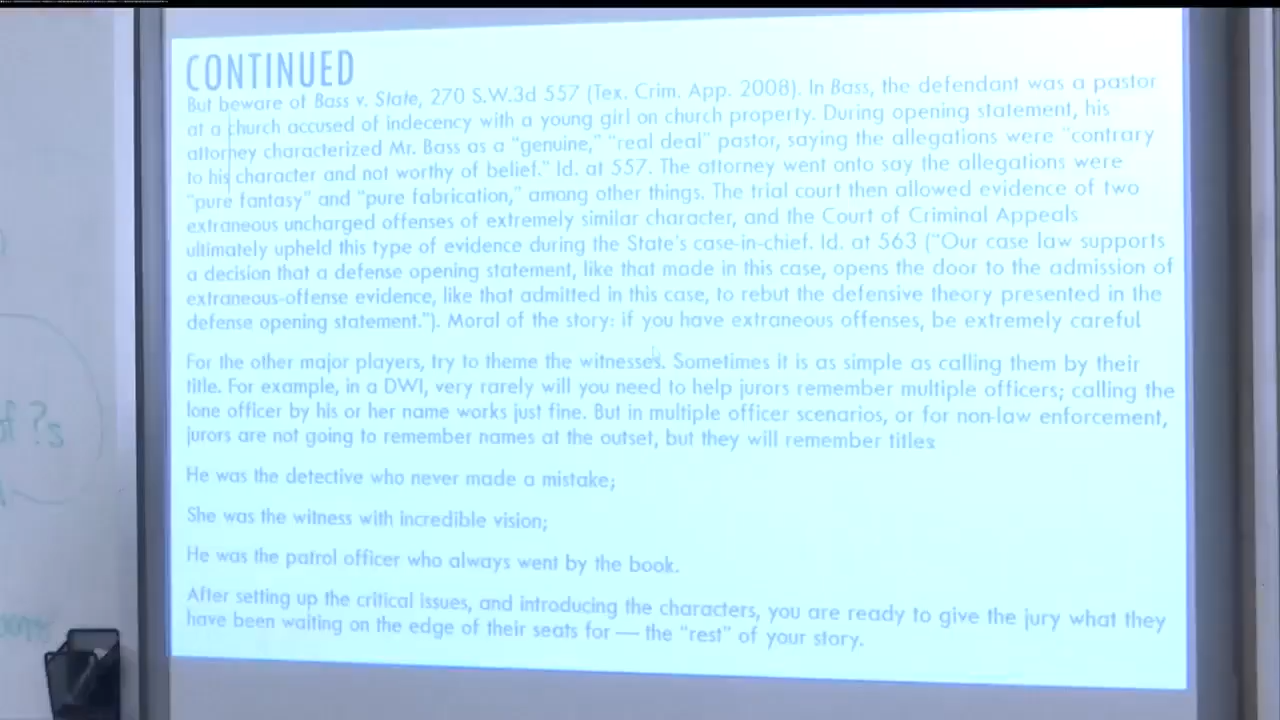 CONTINUED
But beware of Bass v. State, 270 S.W.3d 557 (Tex. Crim. App. 2008). In Bass, the defendant was a pastor
at a church accused of indecency with a young girl on church property. During opening statement, his
attorney characterized Mr. Bass as a "genuine," "real deal" pastor, saying the allegations were "contrary
to his character and not worthy of belief." Id. at 557. The attorney went onto say the allegations were
"pure fantasy" and "pure fabrication," among other things. The trial court then allowed evidence of two
extraneous uncharged offenses of extremely similar character, and the Court of Criminal Appeals
ultimately upheld this type of evidence during the State's case-in-chief. Id. at 563 ("Our case law supports
a decision that a defense opening statement, like that made in this case, opens the door to the admission of
extraneous-offense evidence, like that admitted in this case, to rebut the defensive theory presented in the
defense opening statement."). Moral of the story: if you have extraneous offenses, be extremely careful
For the other major players, try to theme the witnesses. Sometimes it is as simple as calling them by their
title. For example, in a DWI, very rarely will you need to help jurors remember multiple officers; calling the
lone officer by his or her name works just fine. But in multiple officer scenarios, or for non-law enforcement,
jurors are not going to remember names at the outset, but they will remember titles
He was the detective who never made a mistake;
She was the witness with incredible vision;
He was the patrol officer who always went by the book.
After setting up the critical issues, and introducing the characters, you are ready to give the jury what they
have been waiting on the edge of their seats for — the "rest" of your story.
?s